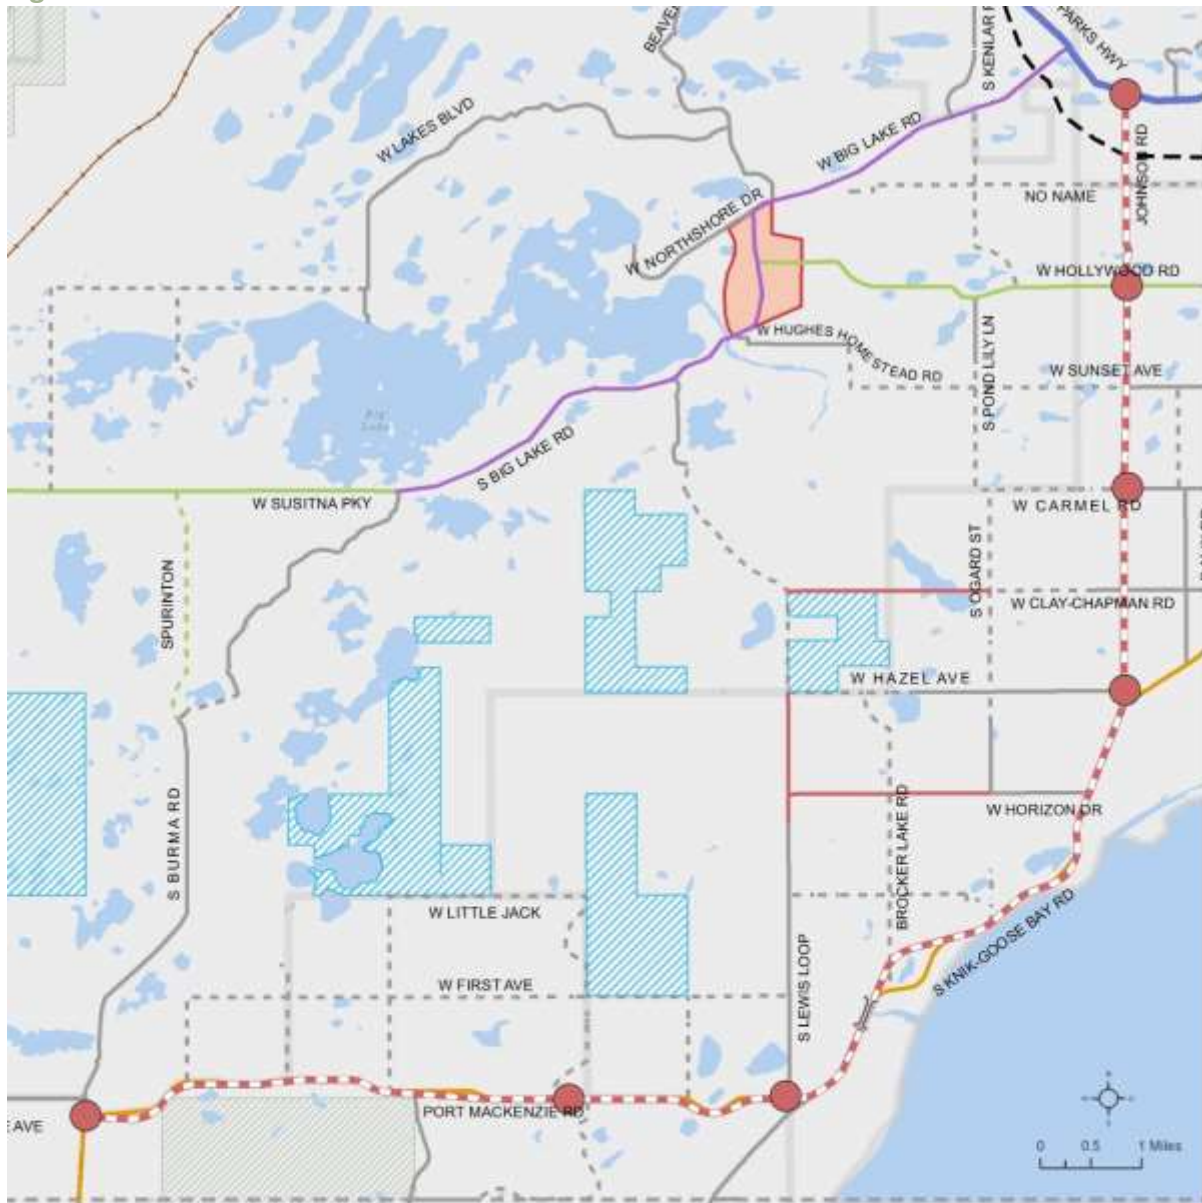 BEAVER
S KENLAR R
PARKS HWY
W LAKES BLVD
W BIG LAKE RD
JOHNSON RD
NO NAME
W NORTHSHORE DR
W HOLLYWOOD RD
W HUGHES HOMESTEAD RD
S POND LILY LN
W SUNSET AVE
Big
Lake
S BIG LAKE RD
W SUSITNA PKY
W CARMEL RD
SPURINTON
S OGARD ST
W CLAY-CHAPMAN RD
W HAZEL AVE
W HORIZON DR
S BURMA RD
BROCKER LAKE RD
W LITTLE JACK
S LEWIS LOOP
S KNIK-GOOSE BAY RD
W FIRST AVE
PORT MACKENZIE RD
E AVE
0 0.5 1 Miles